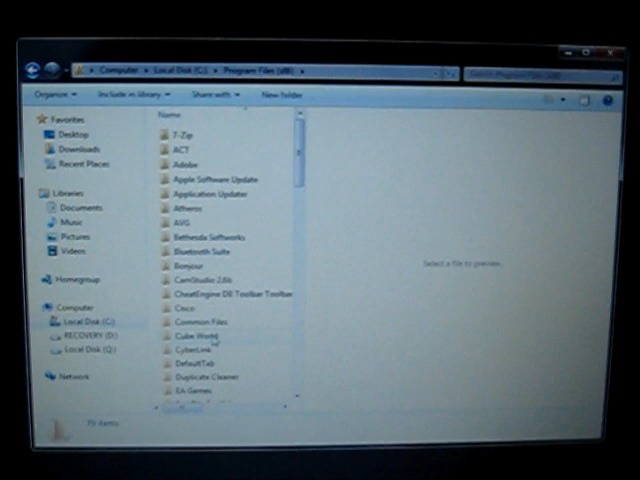 Computer Local Disk (C:) Program Files (x86)
Organize Include in library Share with New folder
Favorites
Desktop
Downloads
Recent Places
Libraries
Documents
Music
Pictures
Videos
Homegroup
Computer
Local Disk (C:)
RECOVERY (D:)
Local Disk (Q:)
Network
Name
7-Zip
ACT
Adobe
Apple Software Update
Application Updater
Atheros
AVG
Bethesda Softworks
Bluetooth Suite
Bonjour
CamStudio 2.6b
CheatEngine DB Toolbar Toolbar
Cisco
Common Files
Cube World
CyberLink
DefaultTab
Duplicate Cleaner
EA Games
Select a file to preview.
79 items